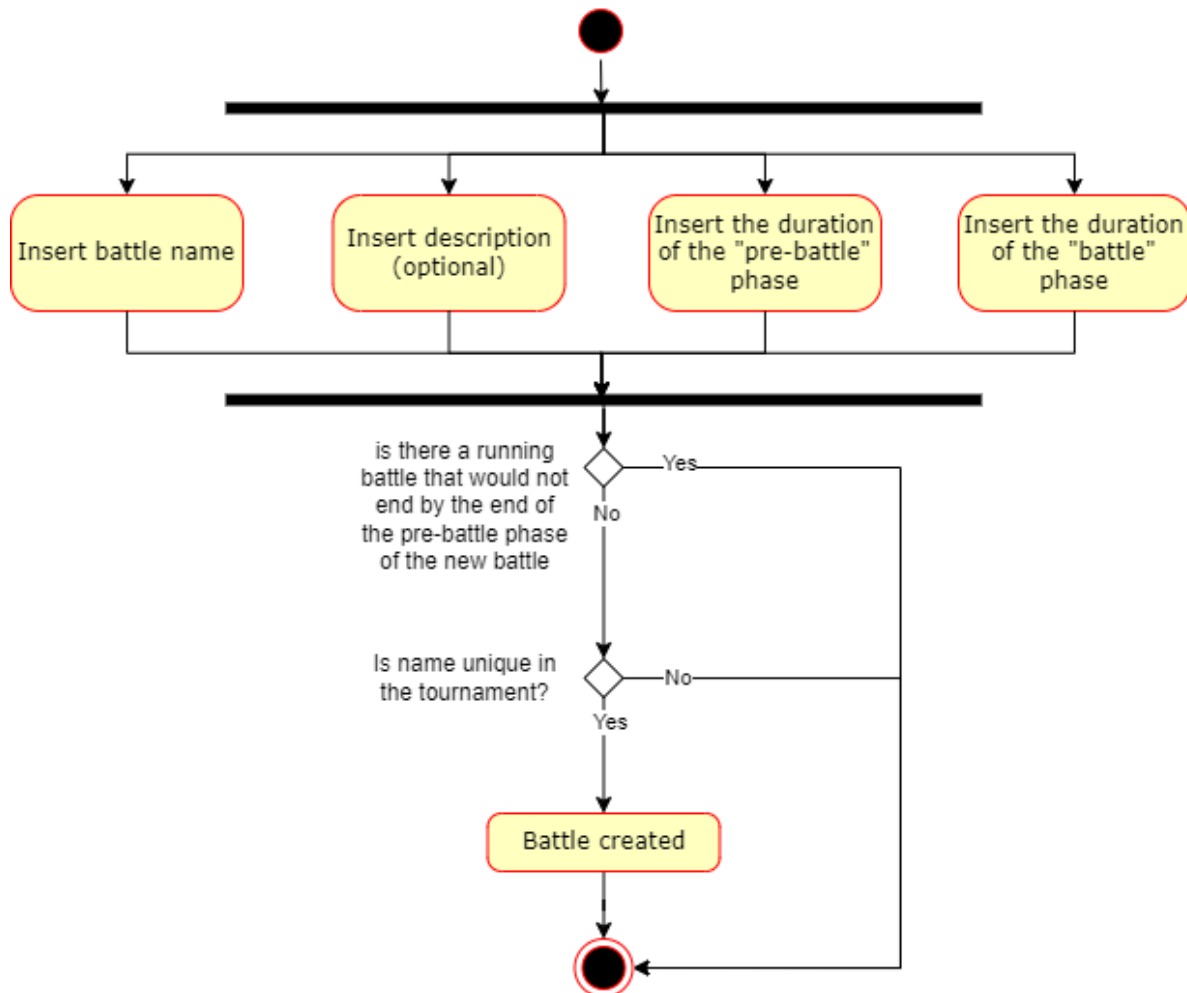 Insert battle name
Insert description
(optional)
Insert the duration
of the "pre-battle"
phase
Insert the duration
of the "battle"
phase
is there a running
battle that would not
end by the end of
the pre-battle phase
of the new battle
Yes
No
Is name unique in
the tournament?
No
Yes
Battle created